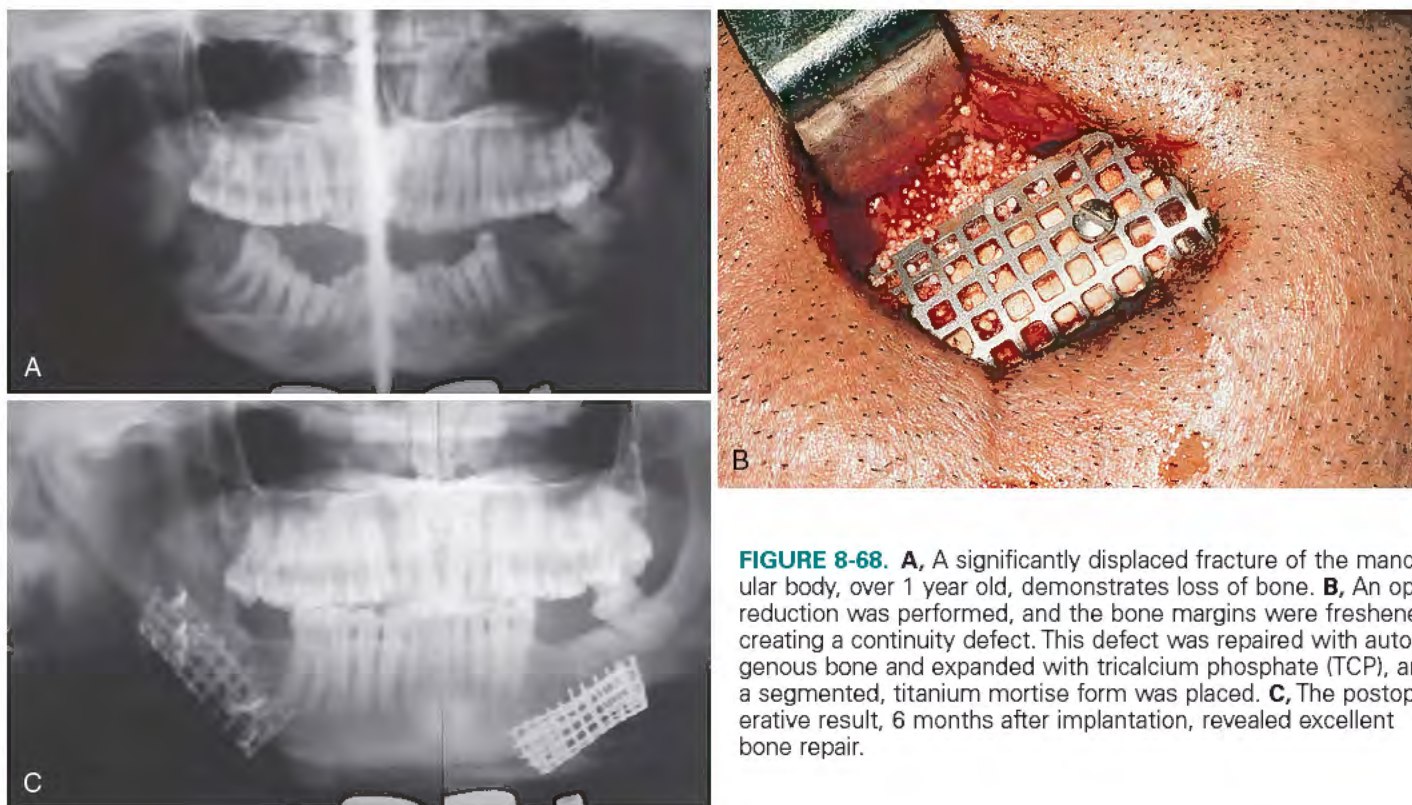 A
B
C
FIGURE 8-68. A, A significantly displaced fracture of the mand
ular body, over 1 year old, demonstrates loss of bone. B, An op
reduction was performed, and the bone margins were freshene
creating a continuity defect. This defect was repaired with auto
genous bone and expanded with tricalcium phosphate (TCP), a
a segmented, titanium mortise form was placed. C, The postop
erative result, 6 months after implantation, revealed excellent
bone repair.